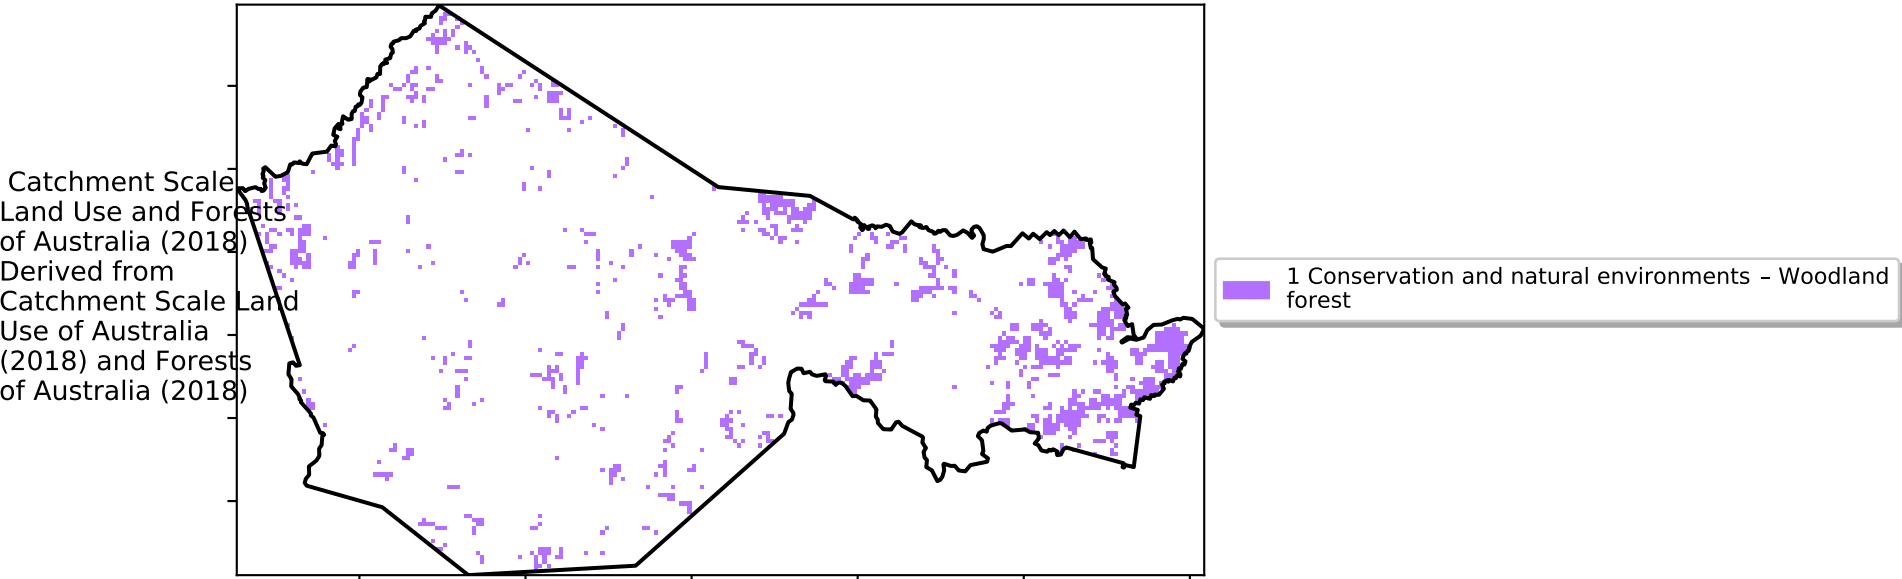 Catchment Scale
Land Use and Forests
of Australia (2018)
Derived from
Catchment Scale Land
Use of Australia
(2018) and Forests
of Australia (2018)
1 Conservation and natural environments – Woodland
forest